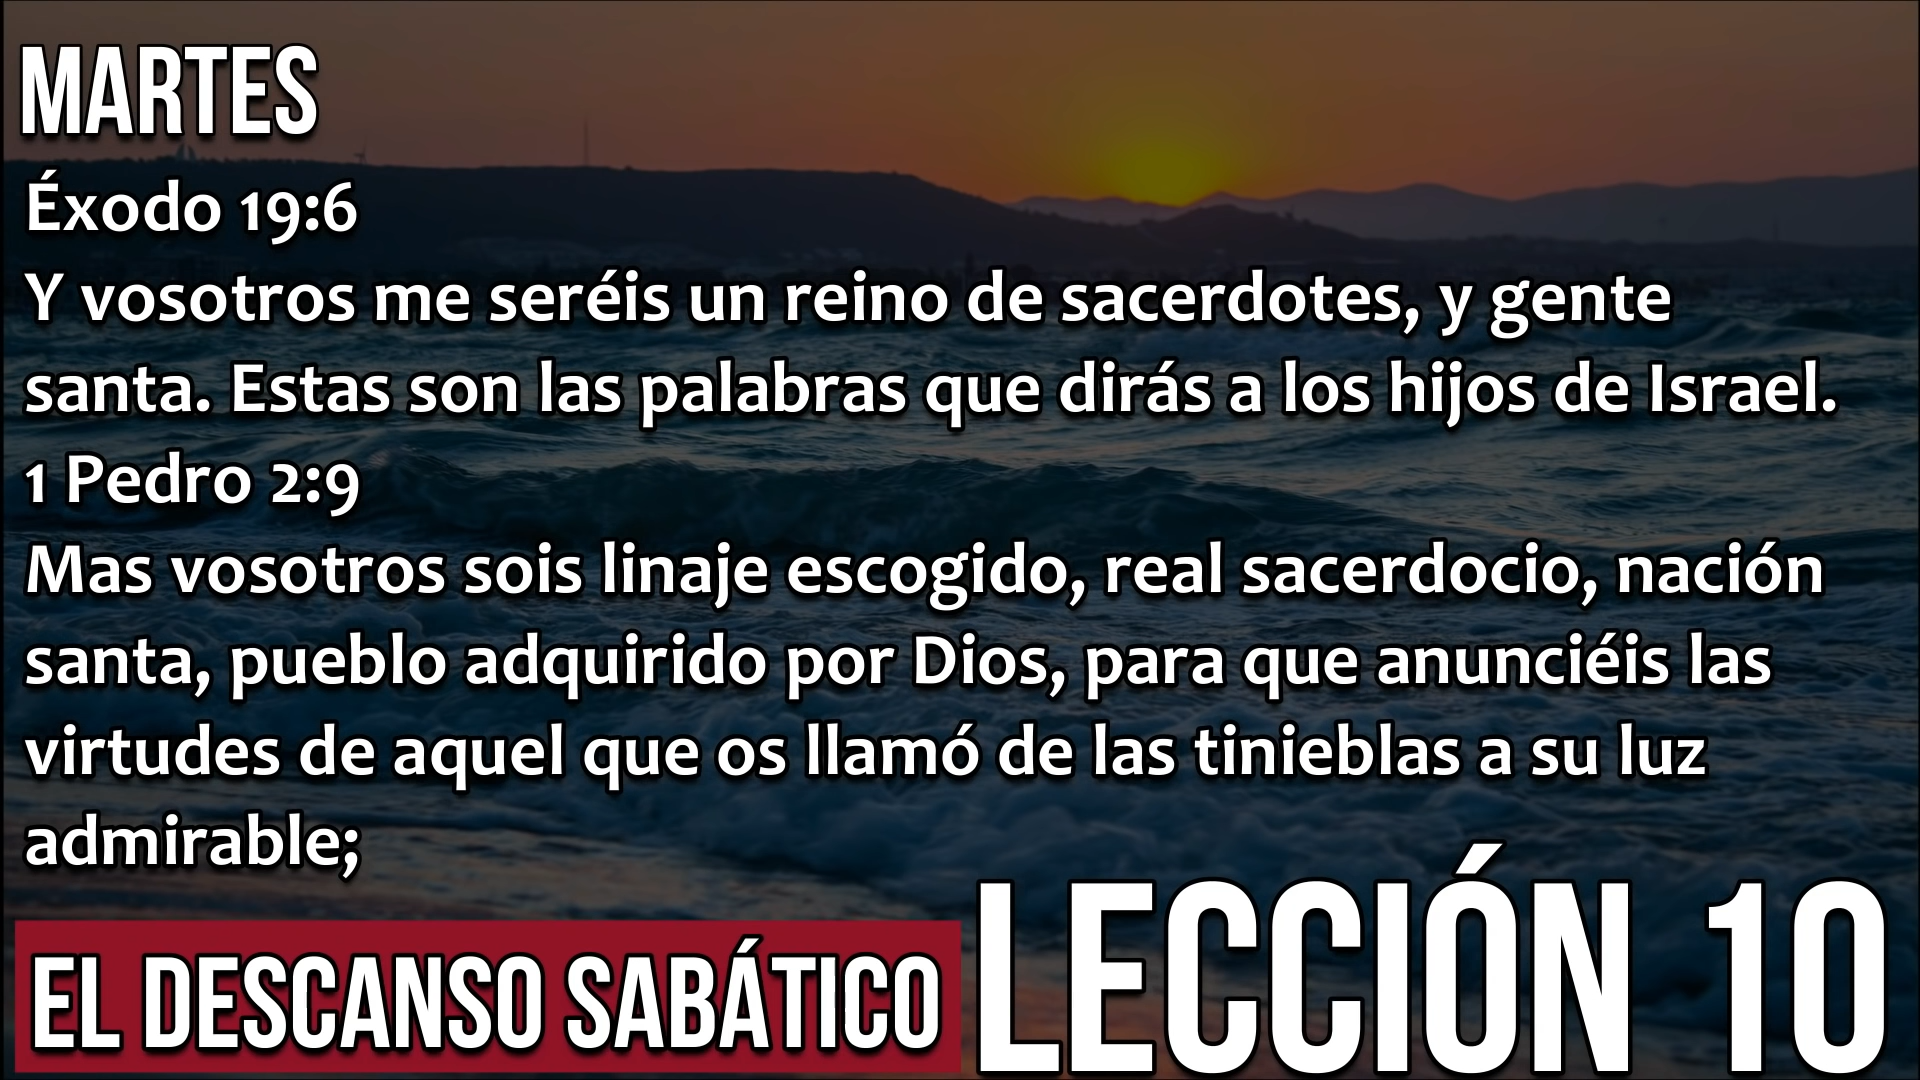 MARTES
Éxodo 19:6
Y vosotros me seréis un reino de sacerdotes, y gente
santa. Estas son las palabras que dirás a los hijos de Israel.
1 Pedro 2:9
Mas vosotros sois linaje escogido, real sacerdocio, nación
santa, pueblo adquirido por Dios, para que anunciéis las
virtudes de aquel que os llamó de las tinieblas a su luz
admirable;
EL DESCANSO SABÁTICO
LECCIÓN 10